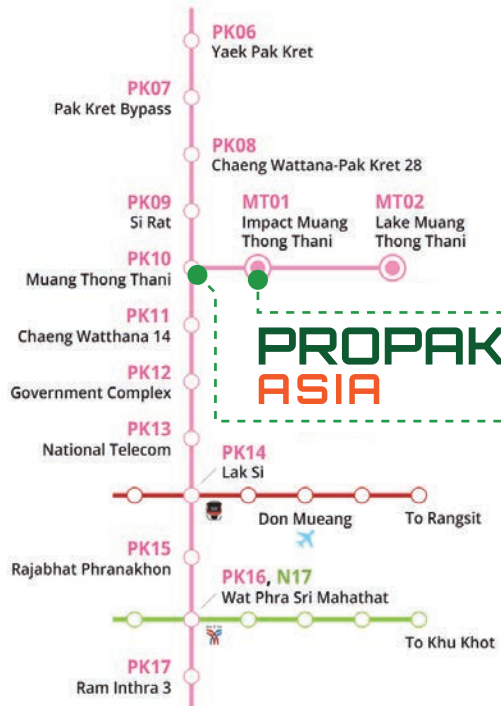 PK06
Yaek Pak Kret
PK07
Pak Kret Bypass
PK08
Chaeng Wattana-Pak Kret 28
PK09
Si Rat
MT01
Impact Muang
Thong Thani
MT02
Lake Muang
Thong Thani
PK10
Muang Thong Thani
PK11
Chaeng Watthana 14
PROPAK
ASIA
PK12
Government Complex
PK13
National Telecom
PK14
Lak Si
Don Mueang
To Rangsit
PK15
Rajabhat Phranakhon
PK16, N17
Wat Phra Sri Mahathat
To Khu Khot
PK17
Ram Inthra 3